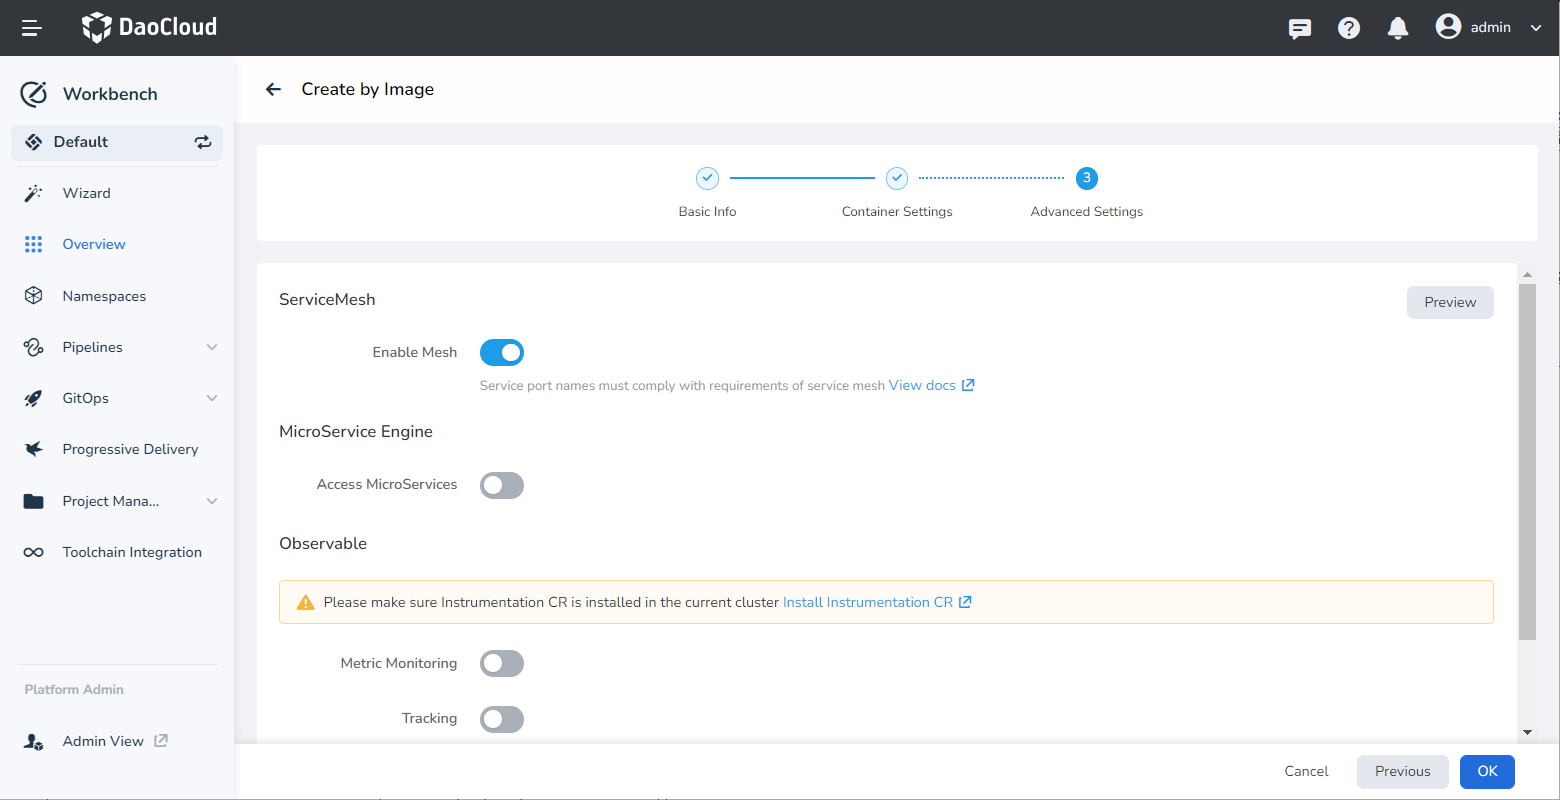 DaoCloud
admin
Workbench
Default
Wizard
Overview
Namespaces
Pipelines
GitOps
Progressive Delivery
Project Mana...
Toolchain Integration
Platform Admin
Admin View
Create by Image
3
Basic Info
Container Settings
Advanced Settings
ServiceMesh
Preview
Enable Mesh
Service port names must comply with requirements of service mesh View docs
MicroService Engine
Access MicroServices
Observable
Please make sure Instrumentation CR is installed in the current cluster Install Instrumentation CR
Metric Monitoring
Tracking
Cancel
Previous
OK